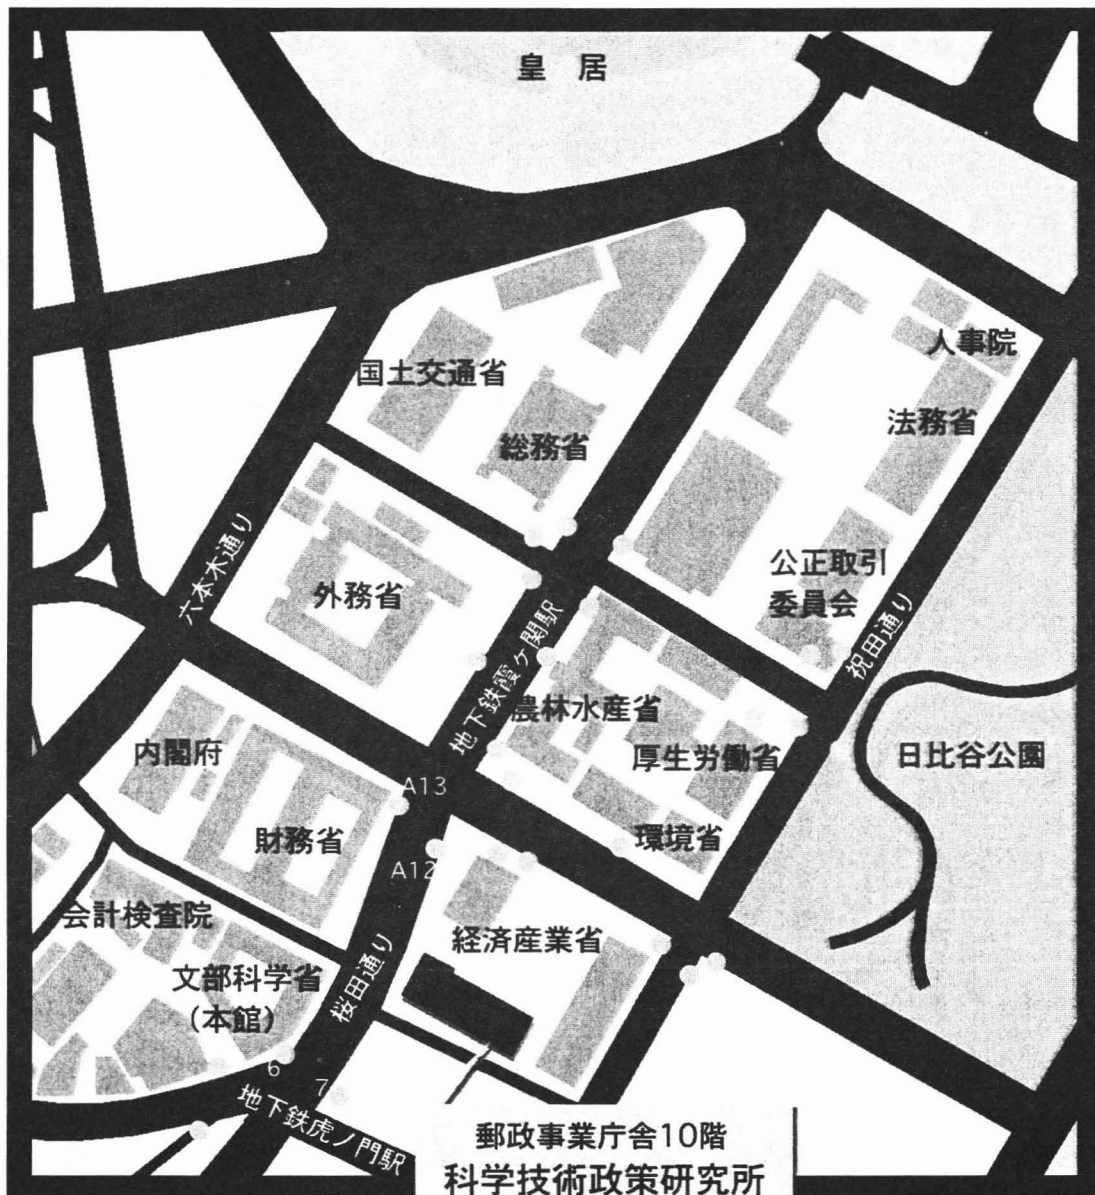 皇 居
人事院
国土交通省
法務省
総務省
六本木通り
公正取引
委員会
外務省
地下鉄霞ヶ関駅
祝田通り
農林水産省
内閣府
厚生労働省
日比谷公園
A13
財務省
環境省
A12
会計検査院
経済産業省
桜田通り
文部科学省
(本館)
6
7
地下鉄虎ノ門駅
郵政事業庁舎10階
科学技術政策研究所